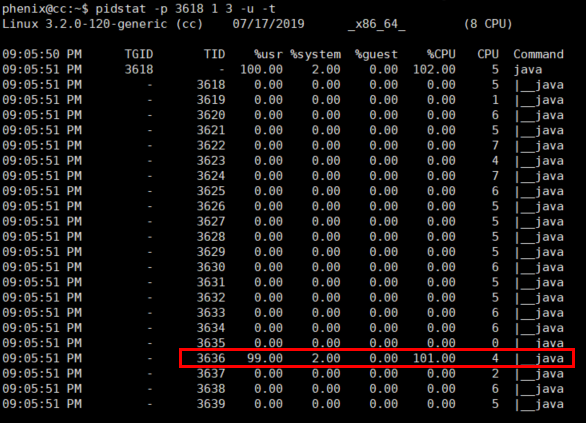 phenix@cc:~$ pidstat -p 3618 1 3 -u -t
Linux 3.2.0-120-generic (cc) 07/17/2019 _x86_64_ (8 CPU)
09:05:50 PM TGID TID %usr %system %guest %CPU CPU Command
09:05:51 PM 3618 - 100.00 2.00 0.00 102.00 5 java
09:05:51 PM - 3618 0.00 0.00 0.00 0.00 5 |__java
09:05:51 PM - 3619 0.00 0.00 0.00 0.00 1 |__java
09:05:51 PM - 3620 0.00 0.00 0.00 0.00 6 |__java
09:05:51 PM - 3621 0.00 0.00 0.00 0.00 5 |__java
09:05:51 PM - 3622 0.00 0.00 0.00 0.00 7 |__java
09:05:51 PM - 3623 0.00 0.00 0.00 0.00 4 |__java
09:05:51 PM - 3624 0.00 0.00 0.00 0.00 7 |__java
09:05:51 PM - 3625 0.00 0.00 0.00 0.00 6 |__java
09:05:51 PM - 3626 0.00 0.00 0.00 0.00 5 |__java
09:05:51 PM - 3627 0.00 0.00 0.00 0.00 5 |__java
09:05:51 PM - 3628 0.00 0.00 0.00 0.00 5 |__java
09:05:51 PM - 3629 0.00 0.00 0.00 0.00 5 |__java
09:05:51 PM - 3630 0.00 0.00 0.00 0.00 6 |__java
09:05:51 PM - 3631 0.00 0.00 0.00 0.00 5 |__java
09:05:51 PM - 3632 0.00 0.00 0.00 0.00 5 |__java
09:05:51 PM - 3633 0.00 0.00 0.00 0.00 6 |__java
09:05:51 PM - 3634 0.00 0.00 0.00 0.00 6 |__java
09:05:51 PM - 3635 0.00 0.00 0.00 0.00 0 |__java
09:05:51 PM - 3636 99.00 2.00 0.00 101.00 4 |__java
09:05:51 PM - 3637 0.00 0.00 0.00 0.00 2 |__java
09:05:51 PM - 3638 0.00 0.00 0.00 0.00 6 |__java
09:05:51 PM - 3639 0.00 0.00 0.00 0.00 5 |__java